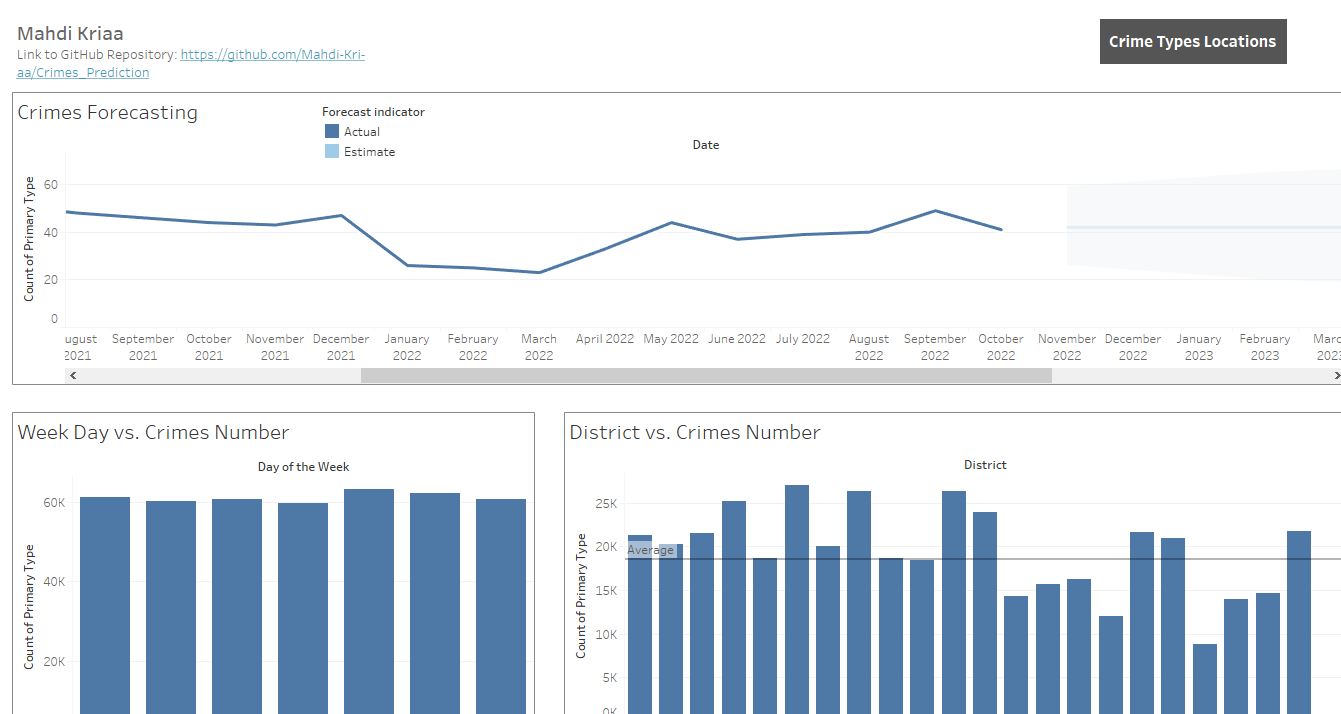 Mahdi Kriaa
Crime Types Locations
Link to GitHub Repository: https://github.com/Mahdi-Kri-
aa/Crimes_Prediction
Crimes Forecasting
Forecast indicator
Actual
Estimate
Date
Count of Primary Type
60
40
20
0
ugust
2021
September
2021
October
2021
November
2021
December
2021
January
2022
February
2022
March
2022
April 2022
May 2022
June 2022
July 2022
August
2022
September
2022
October
2022
November
2022
December
2022
January
2023
February
2023
Marc
2023
Week Day vs. Crimes Number
Day of the Week
Count of Primary Type
60K
40K
20K
District vs. Crimes Number
District
Count of Primary Type
25K
20K
15K
10K
5K
0K
Average